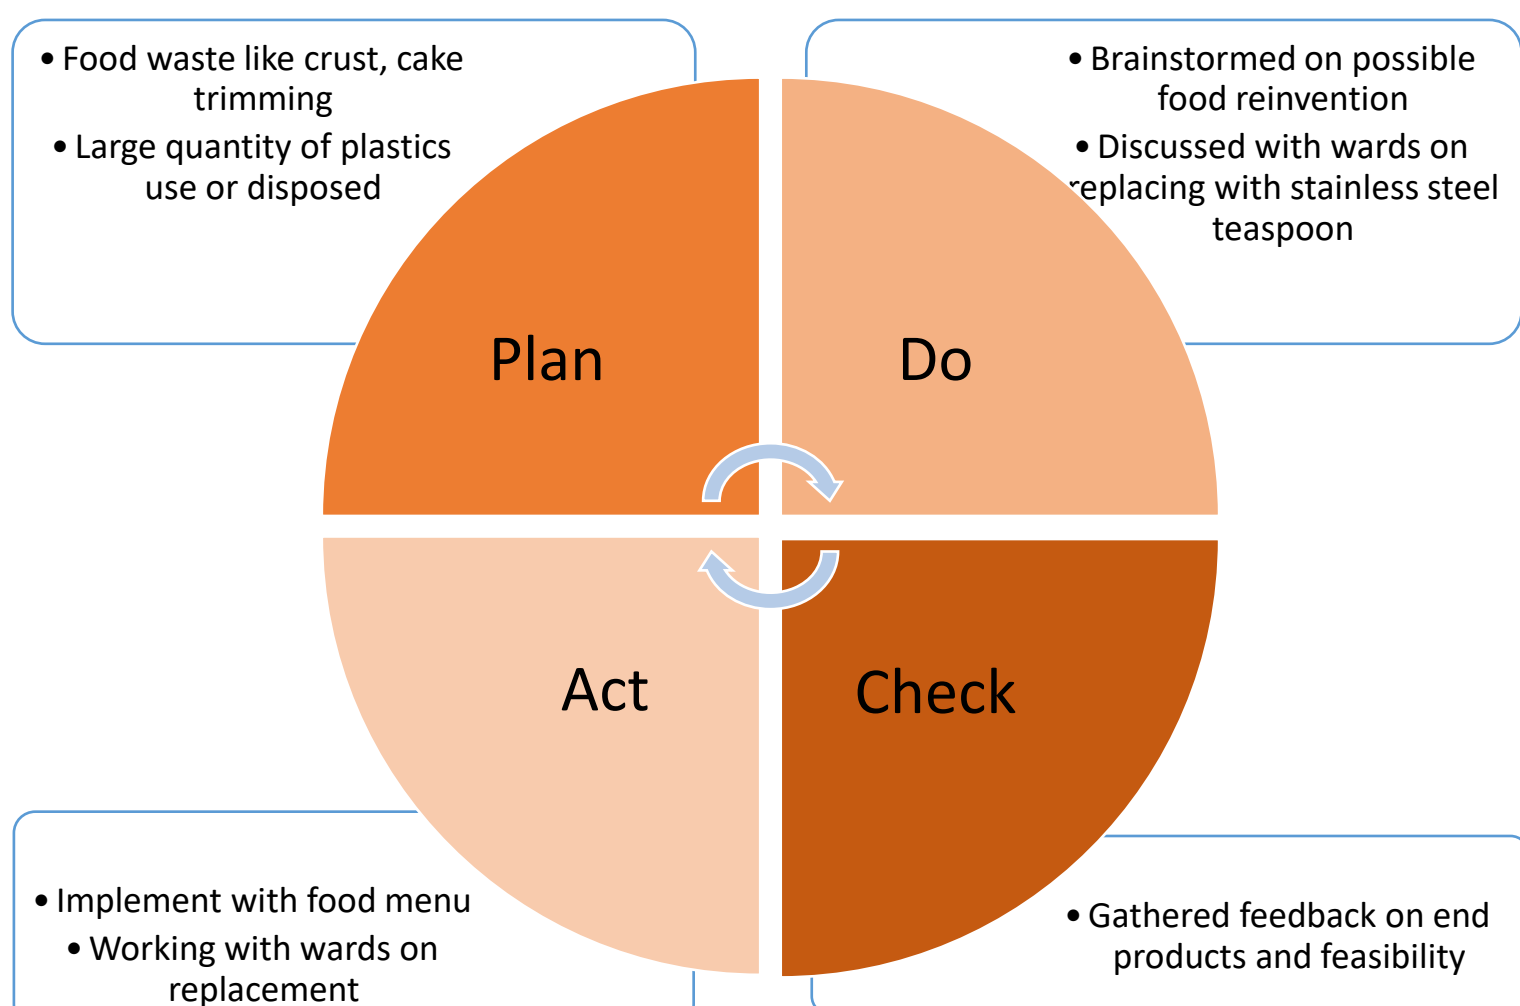 • Food waste like crust, cake
trimming
• Large quantity of plastics
use or disposed
• Brainstormed on possible
food reinvention
• Discussed with wards on
replacing with stainless steel
teaspoon
Plan
Do
Act
Check
• Implement with food menu
• Working with wards on
replacement
• Gathered feedback on end
products and feasibility